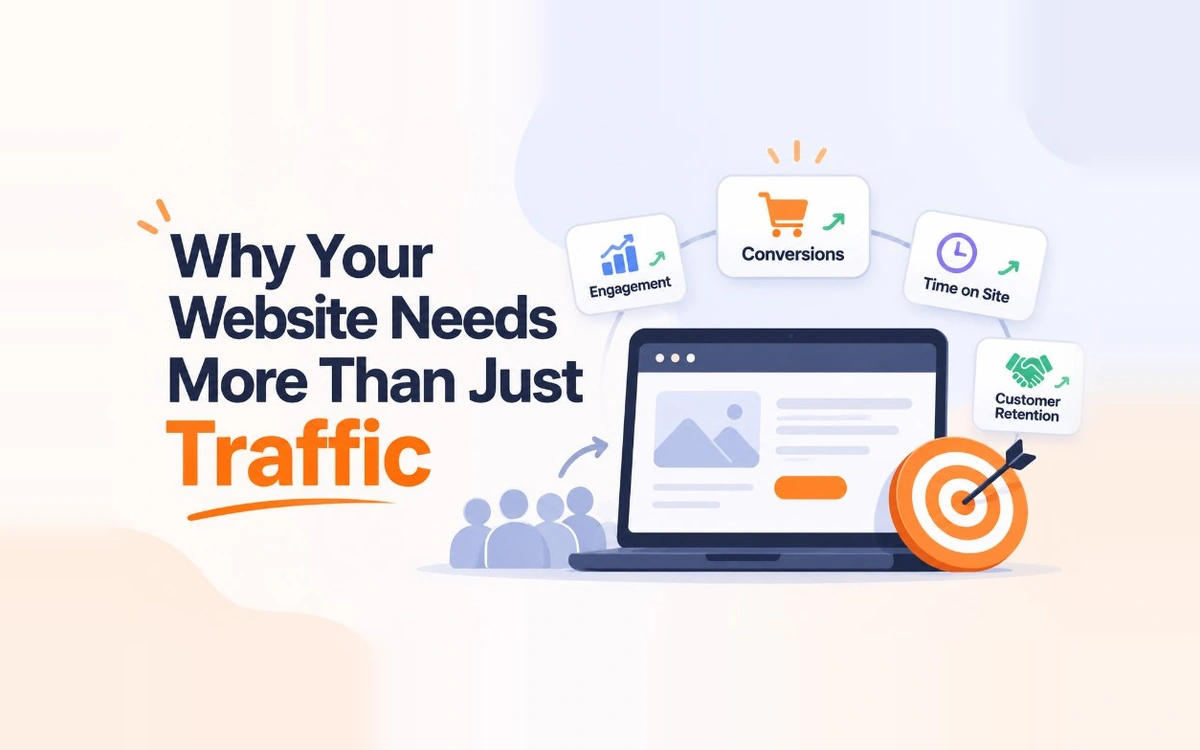 Why Your
Website Needs
More Than Just
Traffic
Engagement
Conversions
Time on Site
Customer
Retention